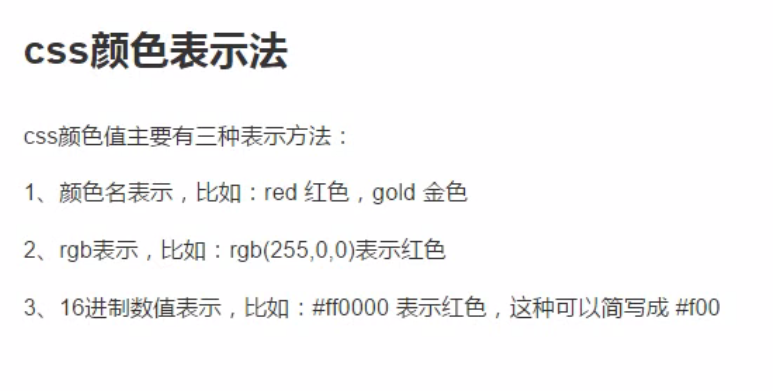 css颜色表示法
css颜色值主要有三种表示方法：
1、颜色名表示，比如：red 红色，gold 金色
2、rgb表示，比如：rgb(255,0,0)表示红色
3、16进制数值表示，比如：#ff0000 表示红色，这种可以简写成 #f00